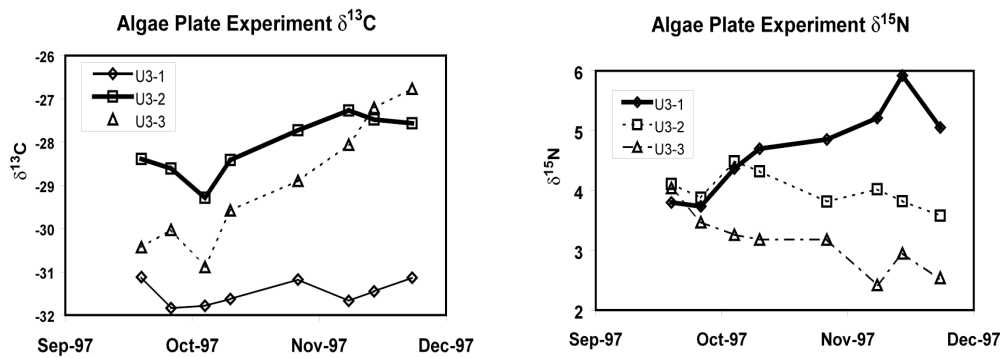 Algae Plate Experiment δ13C
-26
-27
-28
-29
-30
-31
-32
δ13C
U3-1
U3-2
U3-3
Sep-97 Oct-97 Nov-97 Dec-97
Algae Plate Experiment δ15N
6
5
4
3
2
δ15N
U3-1
U3-2
U3-3
Sep-97 Oct-97 Nov-97 Dec-97